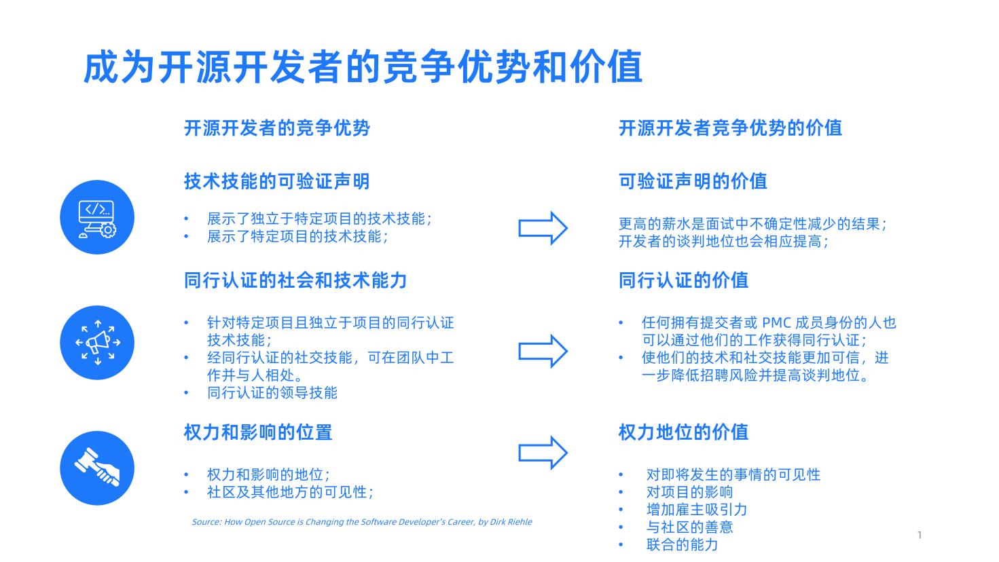 成为开源开发者的竞争优势和价值
开源开发者的竞争优势
开源开发者竞争优势的价值
技术技能的可验证声明
• 展示了独立于特定项目的技术技能；
• 展示了特定项目的技术技能；
可验证声明的价值
更高的薪水是面试中不确定性减少的结果；
开发者的谈判地位也会相应提高；
同行认证的社会和技术能力
• 针对特定项目且独立于项目的同行认证
技术技能；
• 经同行认证的社交技能，可在团队中工
作并与人相处。
• 同行认证的领导技能
同行认证的价值
• 任何拥有提交者或 PMC 成员身份的人也
可以通过他们的工作获得同行认证；
• 使他们的技术和社交技能更加可信，进
一步降低招聘风险并提高谈判地位。
权力和影响的位置
• 权力和影响的地位；
• 社区及其他地方的可见性；
权力地位的价值
• 对即将发生的事情的可见性
• 对项目的影响
• 增加雇主吸引力
• 与社区的善意
• 联合的能力
Source: How Open Source is Changing the Software Developer’s Career, by Dirk Riehle
1